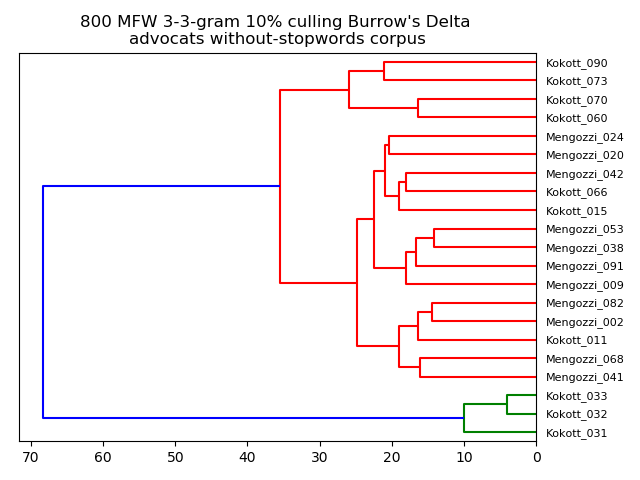 800 MFW 3-3-gram 10% culling Burrow's Delta
advocats without-stopwords corpus
Kokott_090
Kokott_073
Kokott_070
Kokott_060
Mengozzi_024
Mengozzi_020
Mengozzi_042
Kokott_066
Kokott_015
Mengozzi_053
Mengozzi_038
Mengozzi_091
Mengozzi_009
Mengozzi_082
Mengozzi_002
Kokott_011
Mengozzi_068
Mengozzi_041
Kokott_033
Kokott_032
Kokott_031
70 60 50 40 30 20 10 0